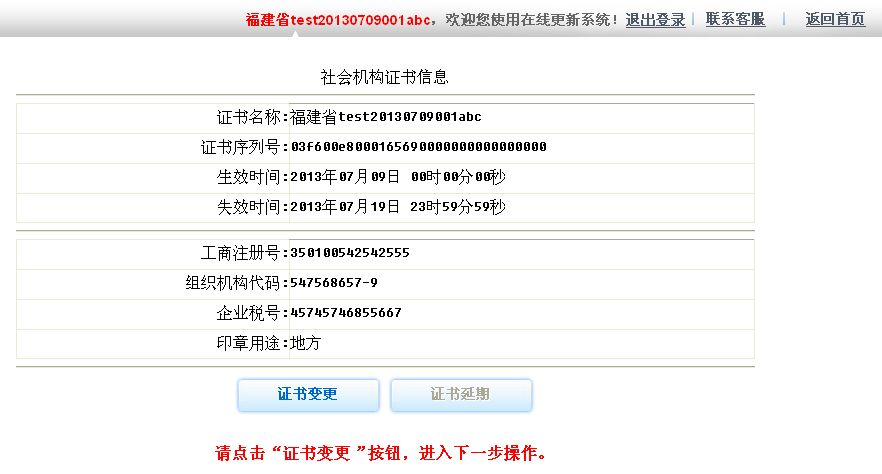 福建省test20130709001abc，欢迎您使用在线更新系统！退出登录 | 联系客服 | 返回首页
社会机构证书信息
证书名称:福建省test20130709001abc
证书序列号:03f600e80001656900000000000000000
生效时间:2013年07月09日 00时00分00秒
失效时间:2013年07月19日 23时59分59秒
工商注册号:350100542542555
组织机构代码:547568657-9
企业税号:45745746855667
印章用途:地方
证书变更 证书延期
请点击“证书变更”按钮，进入下一步操作。